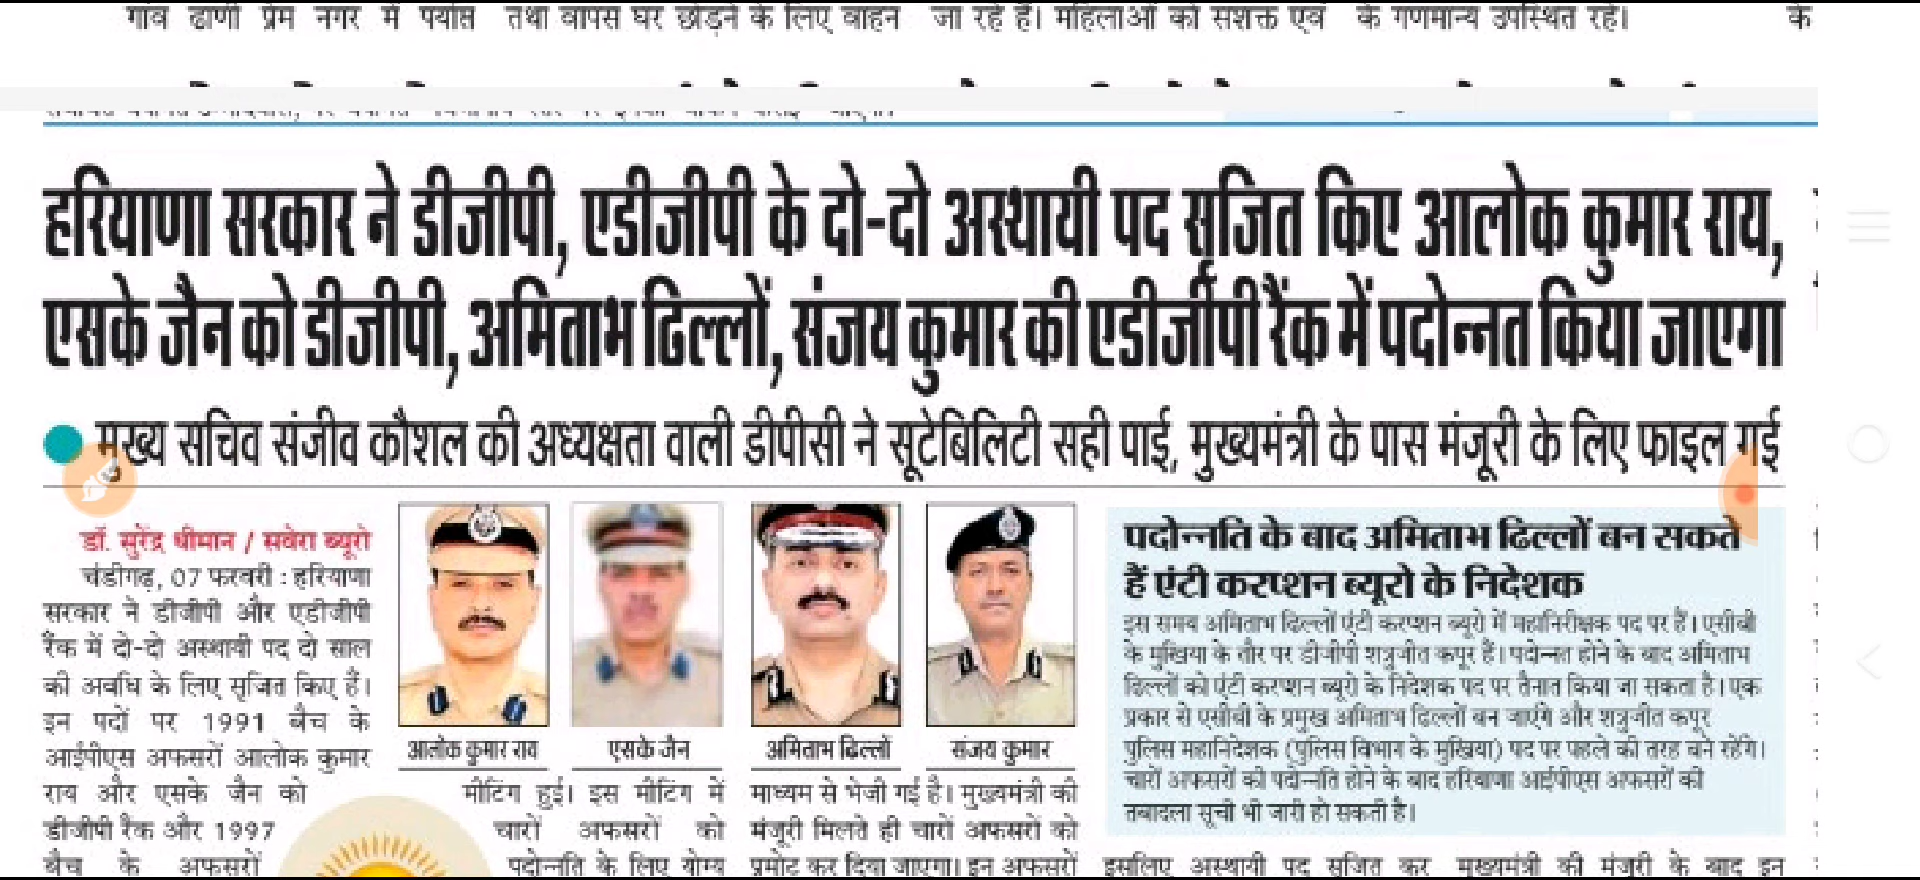 गांव ढाणी प्रेम नगर में पर्याप्त तथा वापस घर छोड़ने के लिए वाहन जा रहे हैं। महिलाओं को सशक्त एवं के गणमान्य उपस्थित रहे। के
हरियाणा सरकार ने डीजीपी, एडीजीपी के दो-दो अस्थायी पद सृजित किए आलोक कुमार राय,
एसके जैन को डीजीपी, अमिताभ ढिल्लों, संजय कुमार की एडीजीपी रैंक में पदोन्नत किया जाएगा
मुख्य सचिव संजीव कौशल की अध्यक्षता वाली डीपीसी ने सूटेबिलिटी सही पाई, मुख्यमंत्री के पास मंजूरी के लिए फाइल गई
डॉ. सुरेंद्र धीमान / सवेरा ब्यूरो
चंडीगढ़, 07 फरवरी : हरियाणा
सरकार ने डीजीपी और एडीजीपी
रैंक में दो-दो अस्थायी पद दो साल
की अवधि के लिए सृजित किए हैं।
इन पदों पर 1991 बैच के
आईपीएस अफसरों आलोक कुमार
राय और एसके जैन को
डीजीपी रैंक और 1997
बैच के अफसरों
आलोक कुमार राव
एसके जैन
अमिताभ ढिल्लों
संजय कुमार
मीटिंग हुई। इस मीटिंग में
चारों अफसरों को
पदोन्नति के लिए योग्य
माध्यम से भेजी गई है। मुख्यमंत्री की
मंजूरी मिलते ही चारों अफसरों को
प्रमोट कर दिया जाएगा। इन अफसरों
पदोन्नति के बाद अमिताभ ढिल्लों बन सकते
हैं एंटी करप्शन ब्यूरो के निदेशक
इस समय अमिताभ ढिल्लों एंटी करप्शन ब्यूरो में महानिरीक्षक पद पर हैं। एसीबी
के मुखिया के तौर पर डीजीपी शत्रुजीत कपूर हैं। पदोन्नत होने के बाद अमिताभ
ढिल्लों को एंटी करप्शन ब्यूरो के निदेशक पद पर तैनात किया जा सकता है। एक
प्रकार से एसीबी के प्रमुख अमिताभ ढिल्लों बन जाएंगे और शत्रुजीत कपूर
पुलिस महानिदेशक (पुलिस विभाग के मुखिया) पद पर पहले की तरह बने रहेंगे।
चारों अफसरों की पदोन्नति होने के बाद हरियाणा आईपीएस अफसरों की
तबादला सूची भी जारी हो सकती है।
इसलिए अस्थायी पद सृजित कर
मुख्यमंत्री की मंजूरी के बाद इन